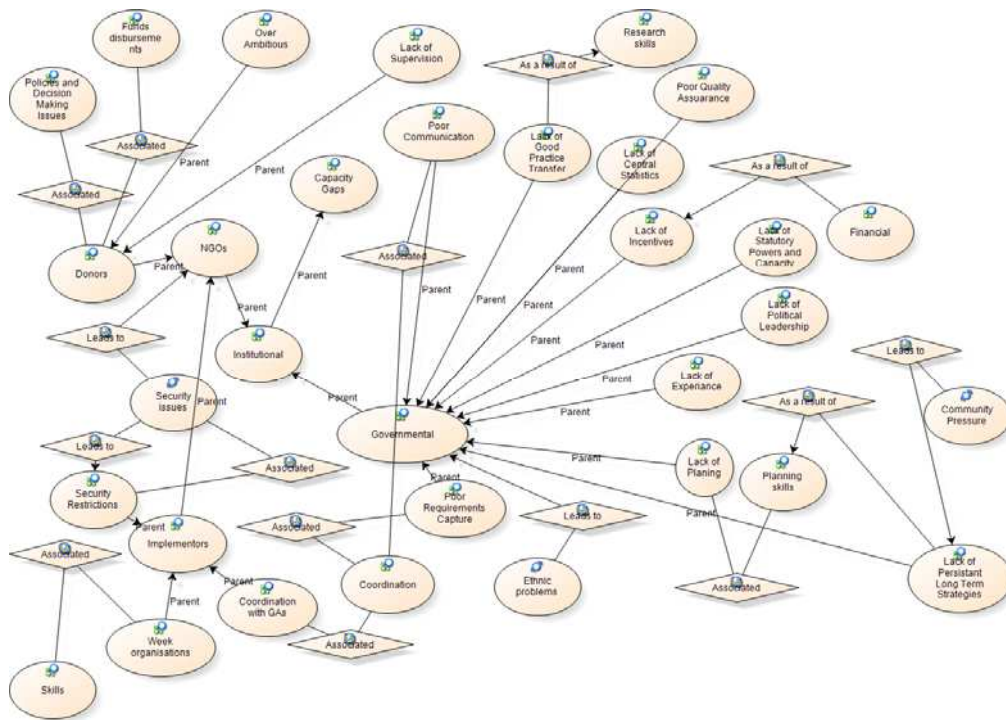 Funds
disbursements
Over
Ambitious
Lack of
Supervision
Research
skills
As a result of
Policies and
Decision
Making
Issues
Poor Quality
Assuarance
Poor
Communication
Associated
Parent
Lack of
Good
Practice
Transfer
Lack of
Central
Statistics
As a result of
Parent
Capacity
Gaps
Associated
Lack of
Incentives
Financial
Lack of
Statutory
Powers and
Capacity
NGOs
Donors
Parent
Associated
Parent
Parent
Parent
Parent
Parent
Parent
Lack of
Political
Leadership
Leads to
Institutional
Parent
Parent
Leads to
Security
Issues
Parent
Parent
Lack of
Experiance
As a result of
Community
Pressure
Parent
Governmental
Leads to
Associated
Parent
Lack of
Planing
Planning
skills
Security
Restrictions
Parent
Poor
Requirements
Capture
Leads to
Parent
Parent
Associated
Implementors
Associated
Parent
Coordination
Ethnic
problems
Associated
Lack of
Persistant
Long Term
Strategies
Parent
Coordination
with GAs
Week
organisations
Associated
Skills